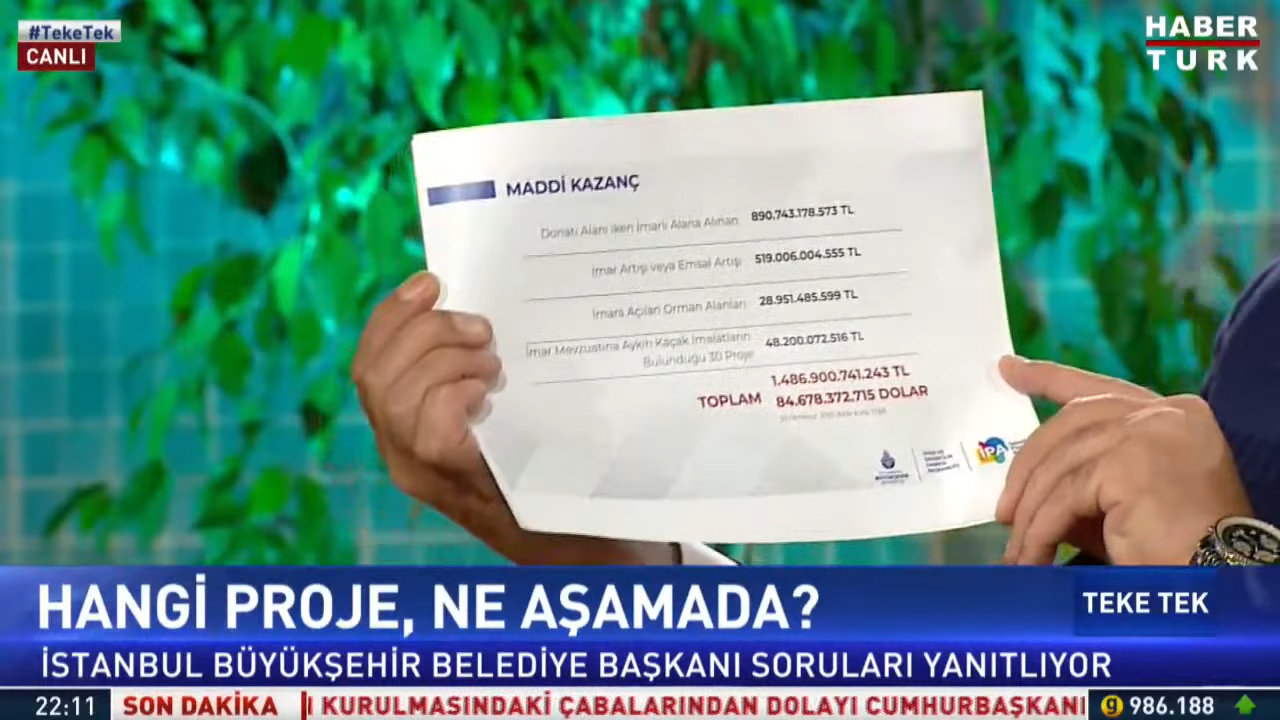 #TekeTek
CANLI
HABER
TURK
MADDİ KAZANÇ
Donatı Alanı iken İmarlı Alana Alınan 890.743.178.573 TL
İmar Artışı veya Emsal Artışı 519.006.004.555 TL
İmara Açılan Orman Alanları 28.951.485.599 TL
İmar Mevzuatına Aykırı Kaçak İmalatların
Bulunduğu 30 Proje 48.200.072.516 TL
1.486.900.741.243 TL
TOPLAM 84.678.372.715 DOLAR
BÜYÜKŞEHİR
İPA
HANGİ PROJE, NE AŞAMADA?
TEKE TEK
İSTANBUL BÜYÜKŞEHİR BELEDİYE BAŞKANI SORULARI YANITLIYOR
22:11 SON DAKİKA KURULMASINDAKİ ÇABALARINDAN DOLAYI CUMHURBAŞKANI g 986.188